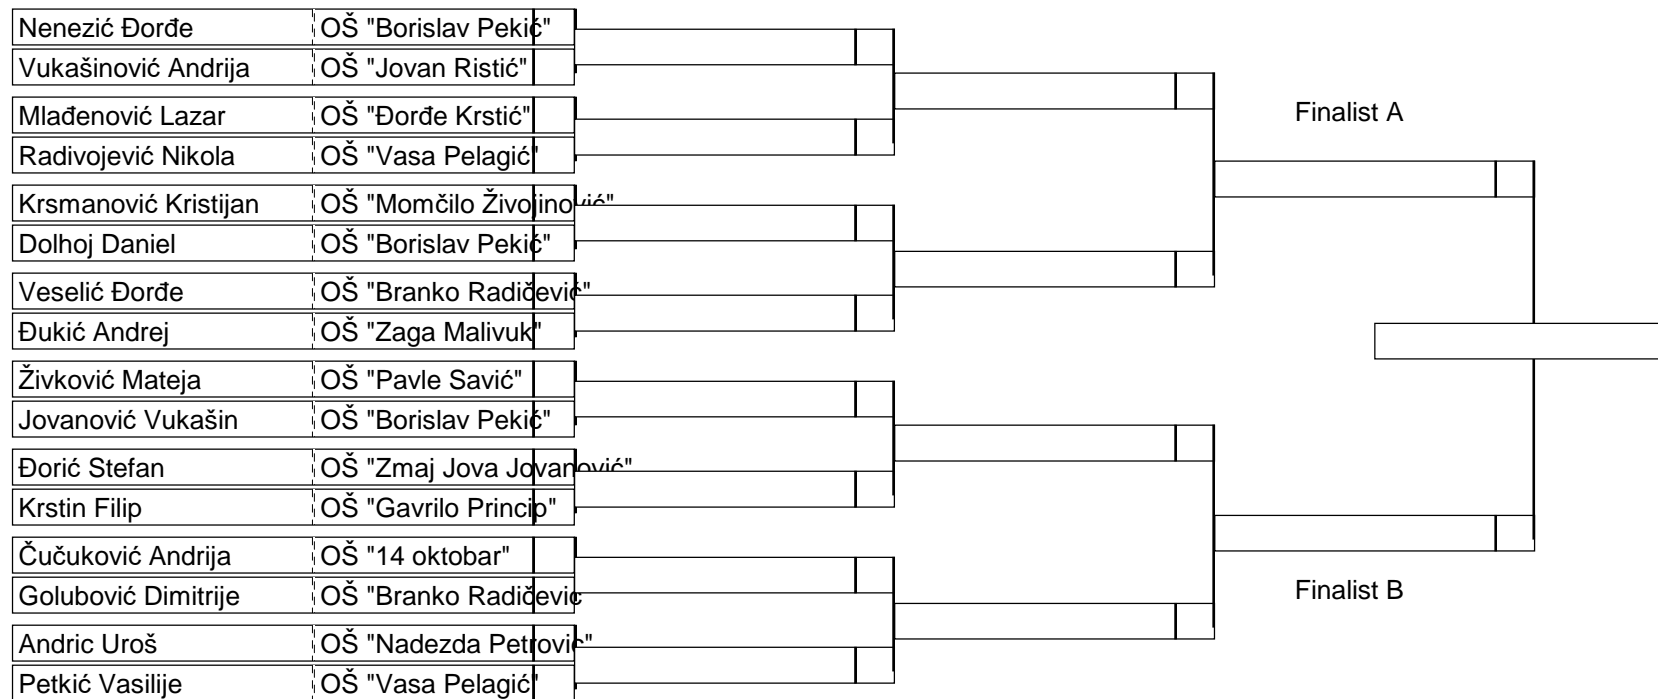 Nenezić Đorđe OŠ "Borislav Pekić"
Vukašinović Andrija OŠ "Jovan Ristić"
Mlađenović Lazar OŠ "Đorđe Krstić"
Radivojević Nikola OŠ "Vasa Pelagić"
Krsmanović Kristijan OŠ "Momčilo Živojinović"
Dolhoj Daniel OŠ "Borislav Pekić"
Veselić Đorđe OŠ "Branko Radičević"
Đukić Andrej OŠ "Zaga Malivuk"
Živković Mateja OŠ "Pavle Savić"
Jovanović Vukašin OŠ "Borislav Pekić"
Đorić Stefan OŠ "Zmaj Jova Jovanović"
Krstin Filip OŠ "Gavrilo Princip"
Čučuković Andrija OŠ "14 oktobar"
Golubović Dimitrije OŠ "Branko Radičevic
Andric Uroš OŠ "Nadezda Petrovic"
Petkić Vasilije OŠ "Vasa Pelagić"
Finalist A
Finalist B